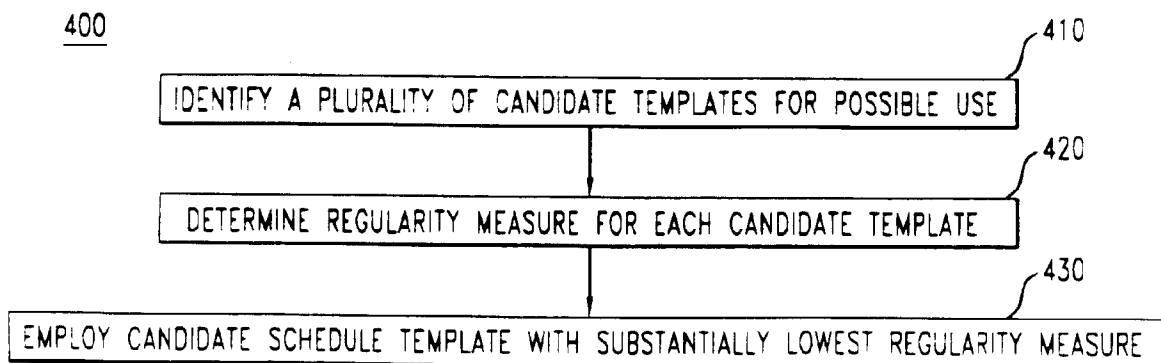 400
410
IDENTIFY A PLURALITY OF CANDIDATE TEMPLATES FOR POSSIBLE USE
420
DETERMINE REGULARITY MEASURE FOR EACH CANDIDATE TEMPLATE
430
EMPLOY CANDIDATE SCHEDULE TEMPLATE WITH SUBSTANTIALLY LOWEST REGULARITY MEASURE